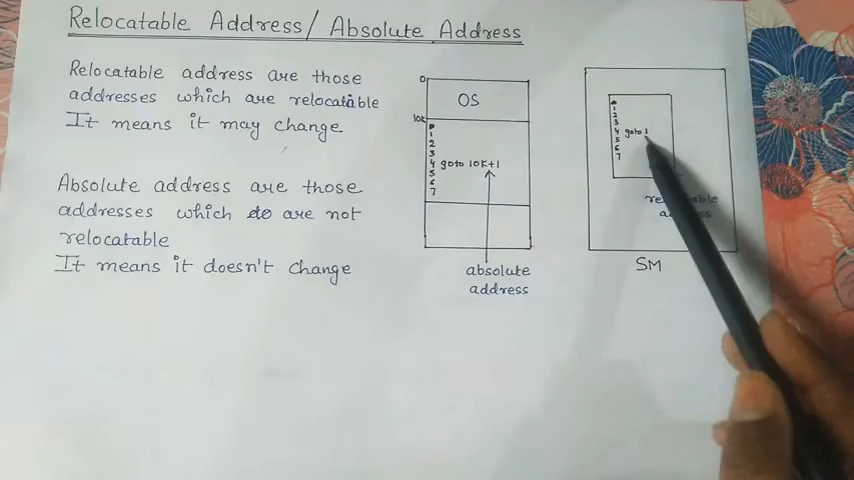 Relocatable Address/ Absolute Address
Relocatable address are those
addresses which are relocatable
It means it may change
Absolute address are those
addresses which are not
relocatable
It means it doesn't change
0
OS
10K
0
1
2
3
4 goto 10K+1
5
6
7
absolute
address
0
1
2
3
4 goto 1
5
6
7
SM